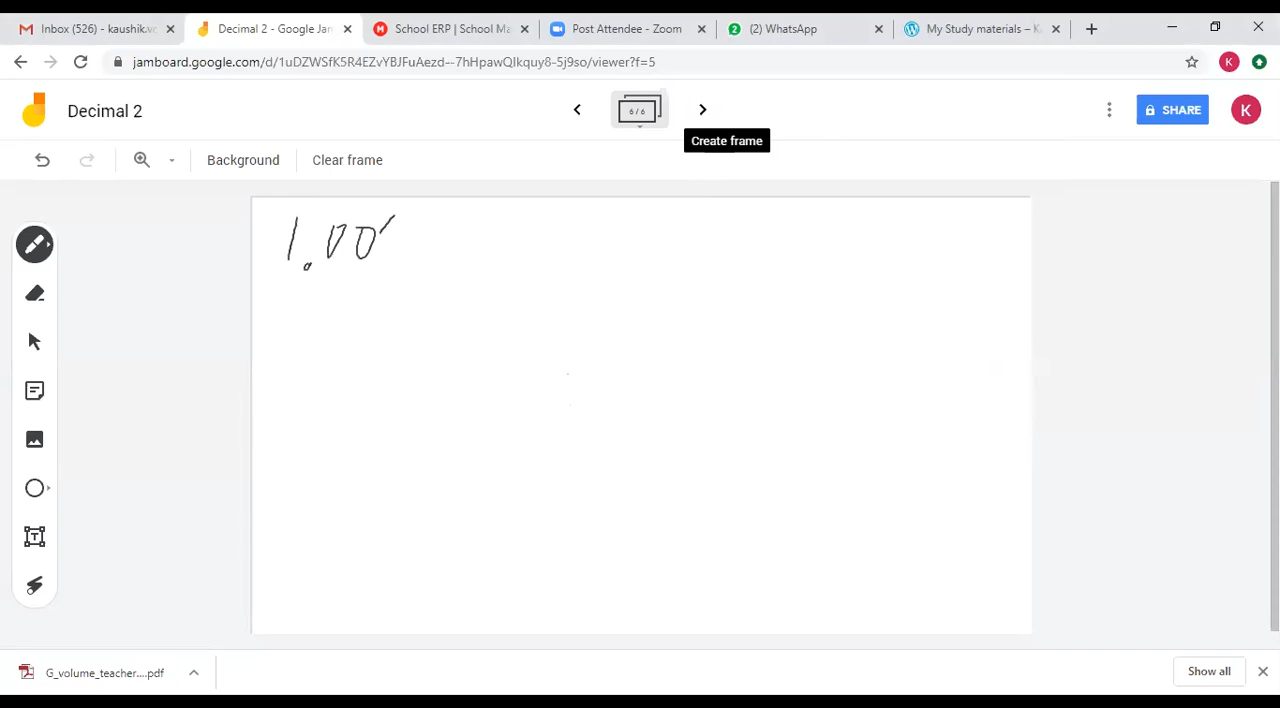 Inbox (526) - kaushik.vc
Decimal 2 - Google Jam
School ERP | School Ma
Post Attendee - Zoom
2 (2) WhatsApp
My Study materials – K
jamboard.google.com/d/1uDZWSfK5R4EZvYBJFuAezd--7hHpawQIkquy8-5j9so/viewer?f=5
K
Decimal 2
6 / 6
SHARE
K
Create frame
Background
Clear frame
1.00
G_volume_teacher....pdf
Show all